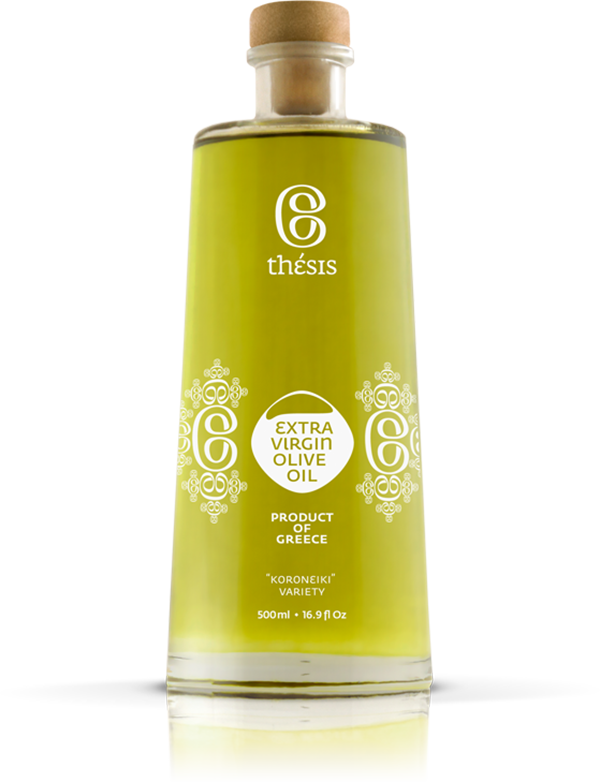 thésis
EXTRA
VIRGIN
OLIVE
OIL
PRODUCT
OF
GREECE
"KORONEIKI"
VARIETY
500ml • 16.9 fl Oz